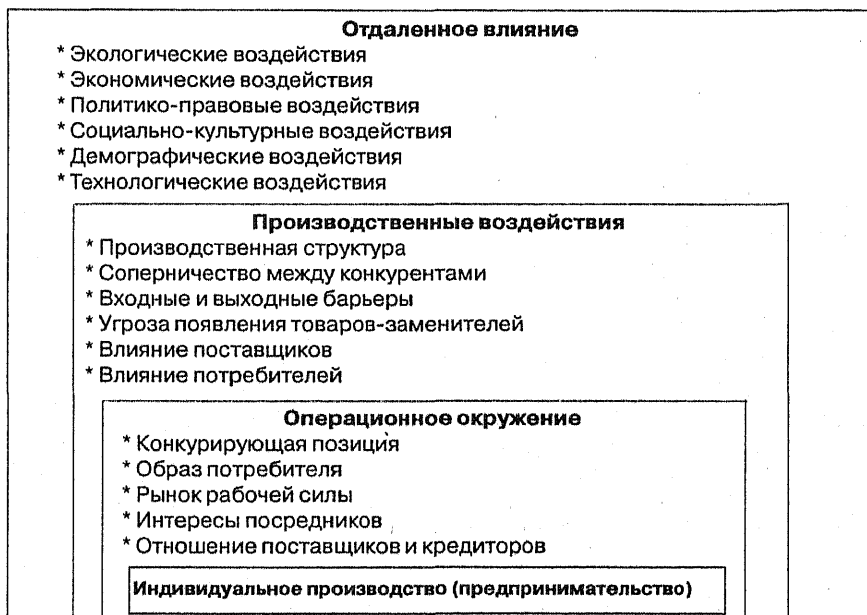 Отдаленное влияние
* Экологические воздействия
* Экономические воздействия
* Политико-правовые воздействия
* Социально-культурные воздействия
* Демографические воздействия
* Технологические воздействия
Производственные воздействия
* Производственная структура
* Соперничество между конкурентами
* Входные и выходные барьеры
* Угроза появления товаров-заменителей
* Влияние поставщиков
* Влияние потребителей
Операционное окружение
* Конкурирующая позиция
* Образ потребителя
* Рынок рабочей силы
* Интересы посредников
* Отношение поставщиков и кредиторов
Индивидуальное производство (предпринимательство)